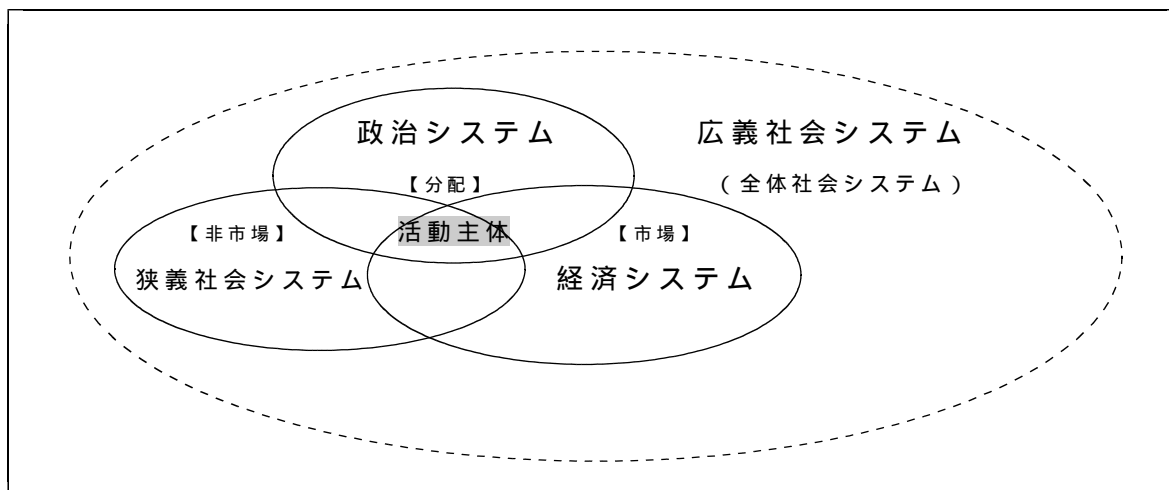 政治システム
広義社会システム
【分配】
（全体社会システム）
【非市場】
活動主体
【市場】
狭義社会システム
経済システム